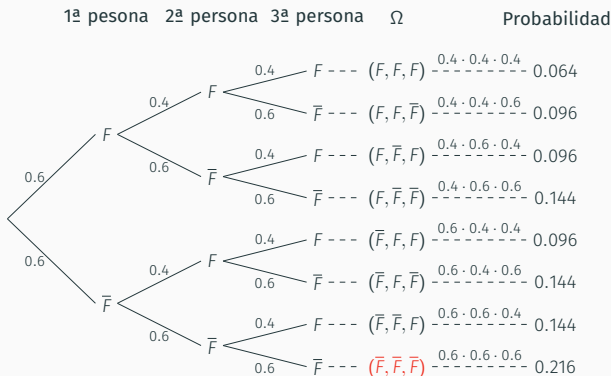 1ª pesona 2ª persona 3ª persona Ω Probabilidad
0.4 F (F, F, F) 0.4 · 0.4 · 0.4 0.064
0.4 F
0.6 F̅ (F, F, F̅) 0.4 · 0.4 · 0.6 0.096
F
0.4 F (F, F̅, F) 0.4 · 0.6 · 0.4 0.096
0.6 0.6 F̅
0.6 F̅ (F, F̅, F̅) 0.4 · 0.6 · 0.6 0.144
0.4 F (F̅, F, F) 0.6 · 0.4 · 0.4 0.096
0.6 0.4 F
0.6 F̅ (F̅, F, F̅) 0.6 · 0.4 · 0.6 0.144
F̅
0.4 F (F̅, F̅, F) 0.6 · 0.6 · 0.4 0.144
0.6 F̅
0.6 F̅ (F̅, F̅, F̅) 0.6 · 0.6 · 0.6 0.216